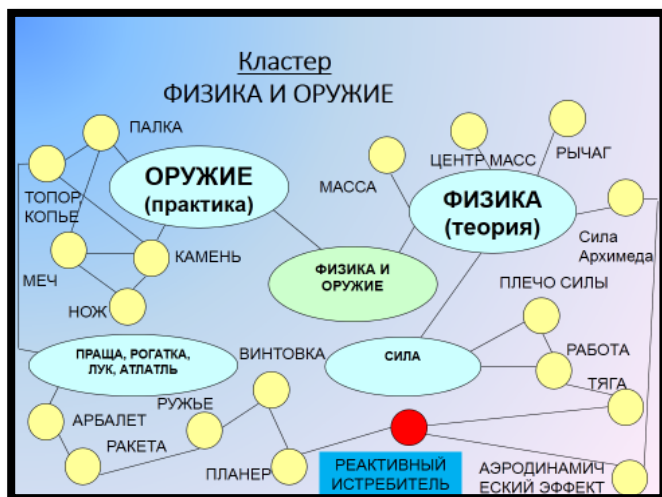 Кластер
ФИЗИКА И ОРУЖИЕ
ПАЛКА
ОРУЖИЕ
(практика)
ТОПОР,
КОПЬЕ
МЕЧ
КАМЕНЬ
НОЖ
МАССА
ЦЕНТР МАСС
РЫЧАГ
ФИЗИКА
(теория)
Сила
Архимеда
ФИЗИКА И
ОРУЖИЕ
ПЛЕЧО СИЛЫ
ПРАЩА, РОГАТКА,
ЛУК, АТЛАТЛЬ
ВИНТОВКА
СИЛА
РАБОТА
ТЯГА
РУЖЬЕ
АРБАЛЕТ
РАКЕТА
ПЛАНЕР
РЕАКТИВНЫЙ
ИСТРЕБИТЕЛЬ
АЭРОДИНАМИЧ
ЕСКИЙ ЭФФЕКТ